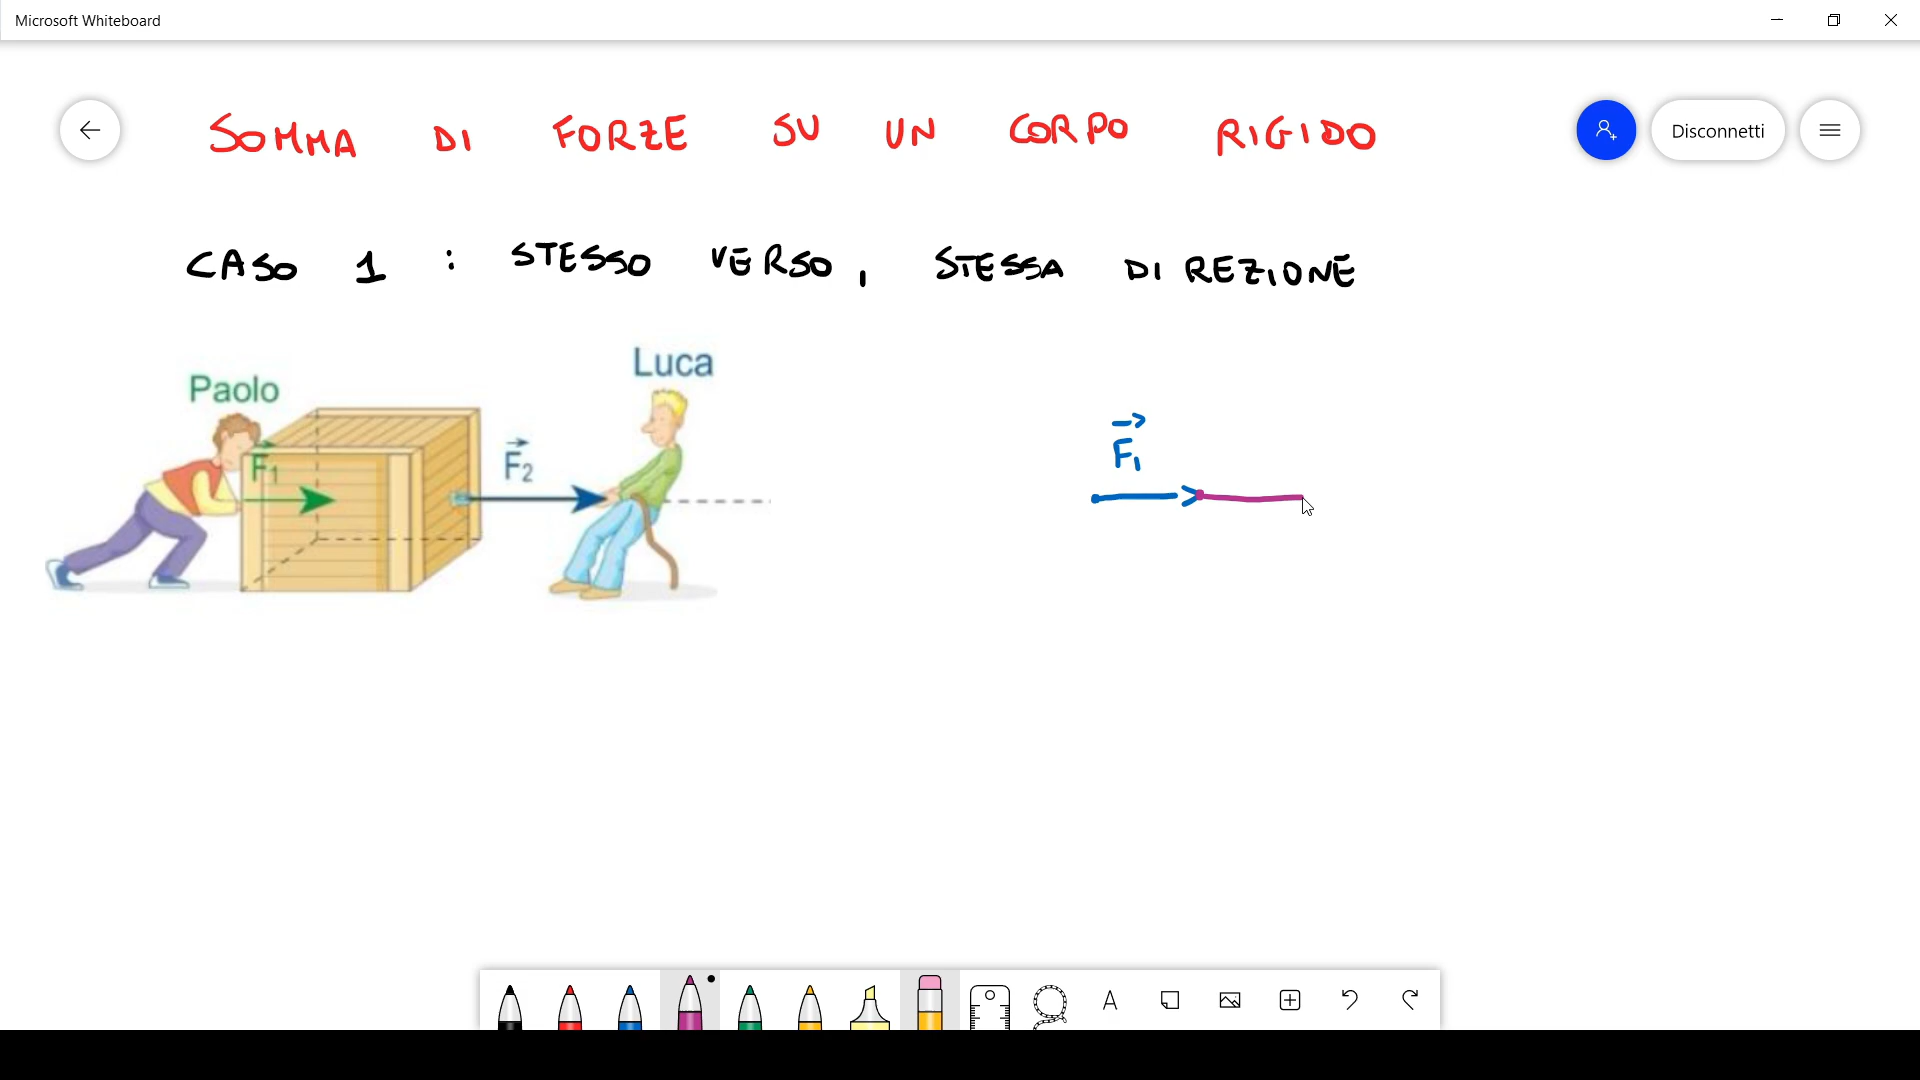 Microsoft Whiteboard
SOMMA DI FORZE SU UN CORPO RIGIDO
Disconnetti
CASO 1 : STESSO VERSO, STESSA DIREZIONE
Luca
Paolo
F1
F2
F1
A